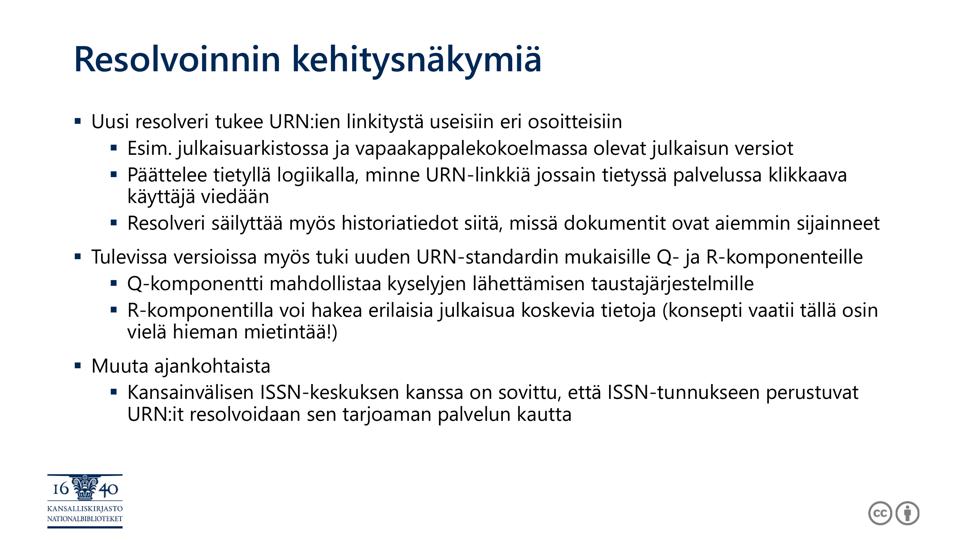 Resolvoinnin kehitysnäkymiä
▪ Uusi resolveri tukee URN:ien linkitystä useisiin eri osoitteisiin
▪ Esim. julkaisuarkistossa ja vapaakappalekokoelmassa olevat julkaisun versiot
▪ Päättelee tietyllä logiikalla, minne URN-linkkiä jossain tietyssä palvelussa klikkaava
käyttäjä viedään
▪ Resolveri säilyttää myös historiatiedot siitä, missä dokumentit ovat aiemmin sijainneet
▪ Tulevissa versioissa myös tuki uuden URN-standardin mukaisille Q- ja R-komponenteille
▪ Q-komponentti mahdollistaa kyselyjen lähettämisen taustajärjestelmille
▪ R-komponentilla voi hakea erilaisia julkaisua koskevia tietoja (konsepti vaatii tällä osin
vielä hieman mietintää!)
▪ Muuta ajankohtaista
▪ Kansainvälisen ISSN-keskuksen kanssa on sovittu, että ISSN-tunnukseen perustuvat
URN:it resolvoidaan sen tarjoaman palvelun kautta
16 40
KANSALLISKIRJASTO
NATIONALBIBLIOTEKET
cc